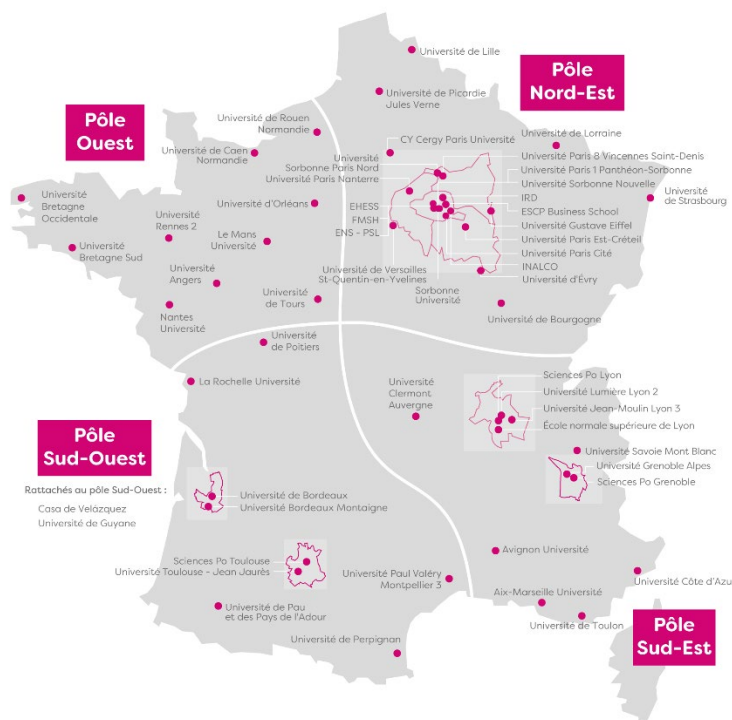 Université de Lille
Pôle
Nord-Est
Université de Picardie
Jules Verne
Pôle
Ouest
Université de Rouen
Normandie
Université de Lorraine
CY Cergy Paris Université
Université de Caen
Normandie
Université
Sorbonne Paris Nord
Université Paris Nanterre
Université Paris 8 Vincennes Saint-Denis
Université Paris 1 Panthéon-Sorbonne
Université Sorbonne Nouvelle
IRD
ESCP Business School
Université Gustave Eiffel
Université Paris Est-Créteil
Université Paris Cité
INALCO
Université d'Évry
Université
de Strasbourg
Université
Bretagne
Occidentale
Université d'Orléans
EHESS
FMSH
ENS - PSL
Université
Rennes 2
Le Mans
Université
Université
Bretagne Sud
Université
Angers
Université de Versailles
St-Quentin-en-Yvelines
Sorbonne
Université
Université
de Tours
Nantes
Université
Université de Bourgogne
Université
de Poitiers
La Rochelle Université
Université
Clermont
Auvergne
Sciences Po Lyon
Université Lumière Lyon 2
Université Jean-Moulin Lyon 3
École normale supérieure de Lyon
Pôle
Sud-Ouest
Université Savoie Mont Blanc
Université Grenoble Alpes
Sciences Po Grenoble
Rattachés au pôle Sud-Ouest :
Casa de Velázquez
Université de Guyane
Université de Bordeaux
Université Bordeaux Montaigne
Sciences Po Toulouse
Université Toulouse - Jean Jaurès
Avignon Université
Université Paul Valéry
Montpellier 3
Université Côte d'Azu
Aix-Marseille Université
Université de Pau
et des Pays de l'Adour
Université de Toulon
Pôle
Sud-Est
Université de Perpignan